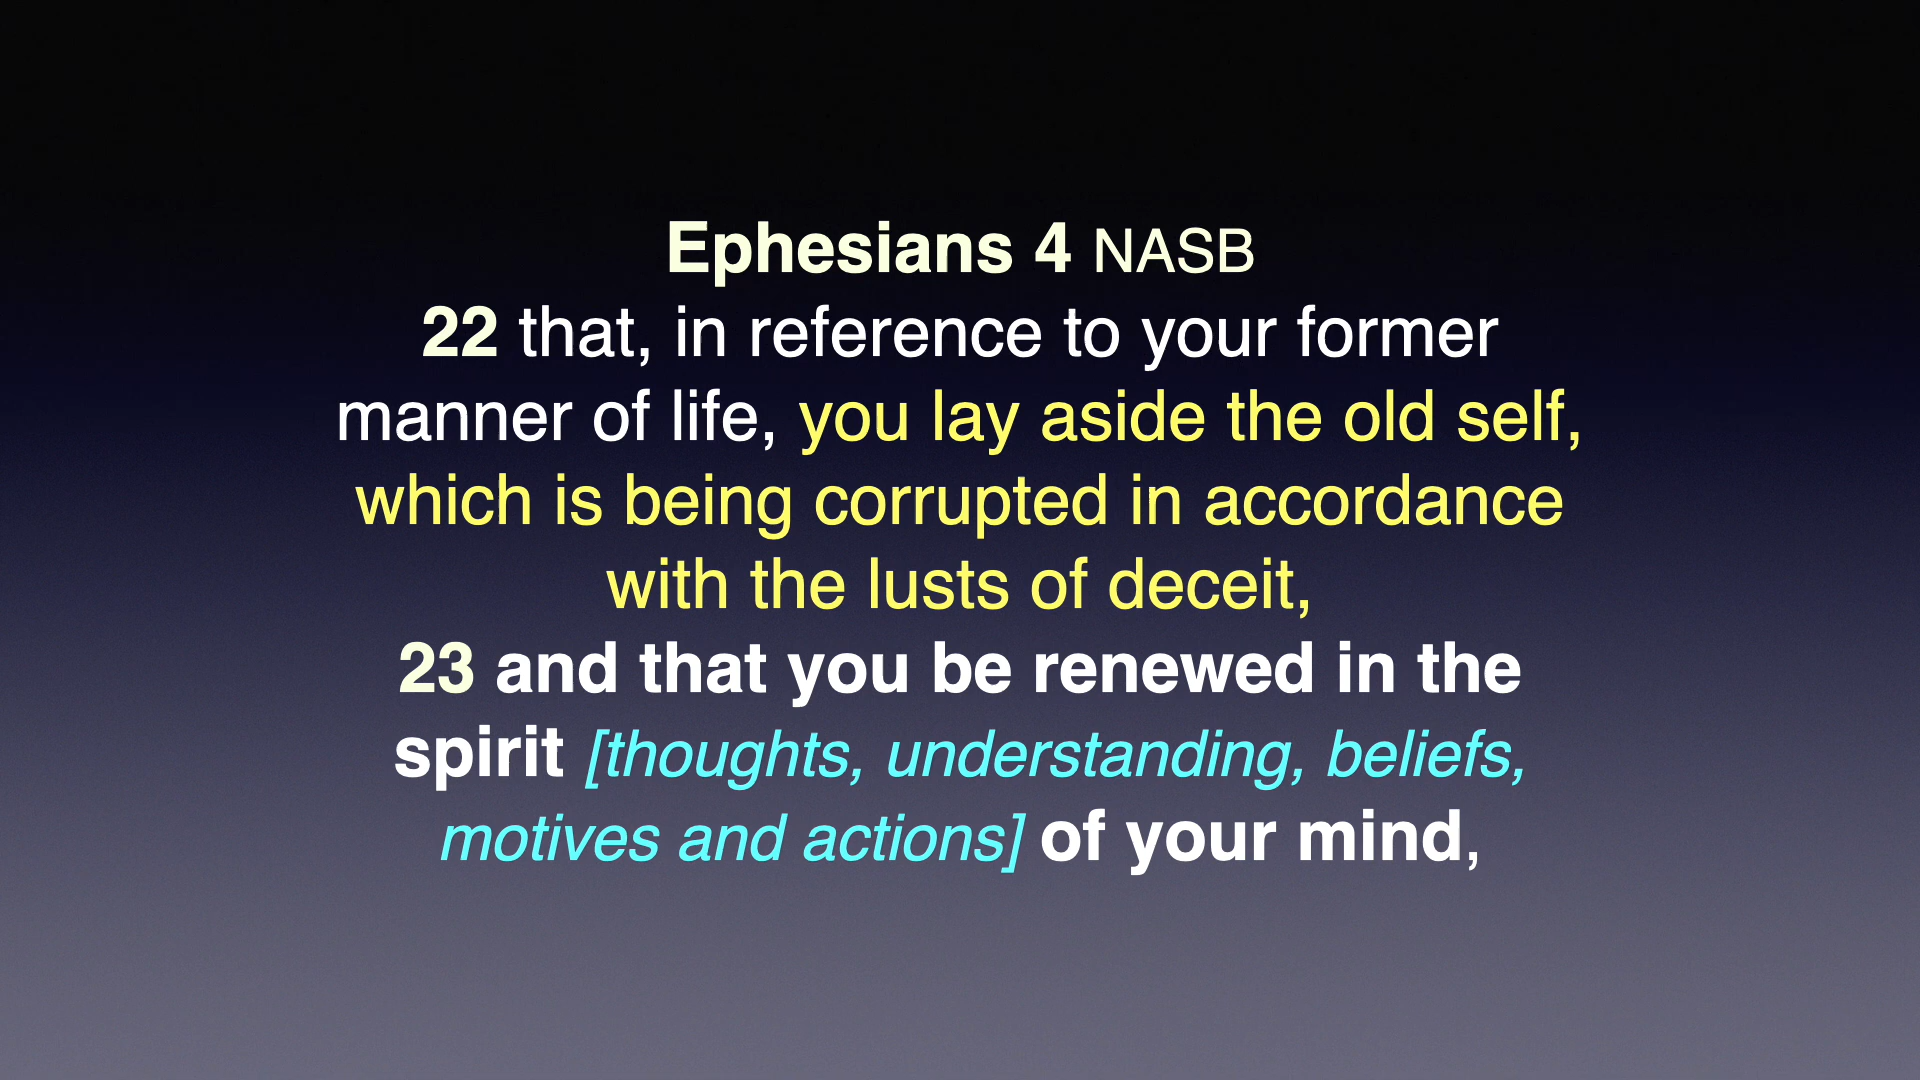 Ephesians 4 NASB
22 that, in reference to your former
manner of life, you lay aside the old self,
which is being corrupted in accordance
with the lusts of deceit,
23 and that you be renewed in the
spirit [thoughts, understanding, beliefs,
motives and actions] of your mind,